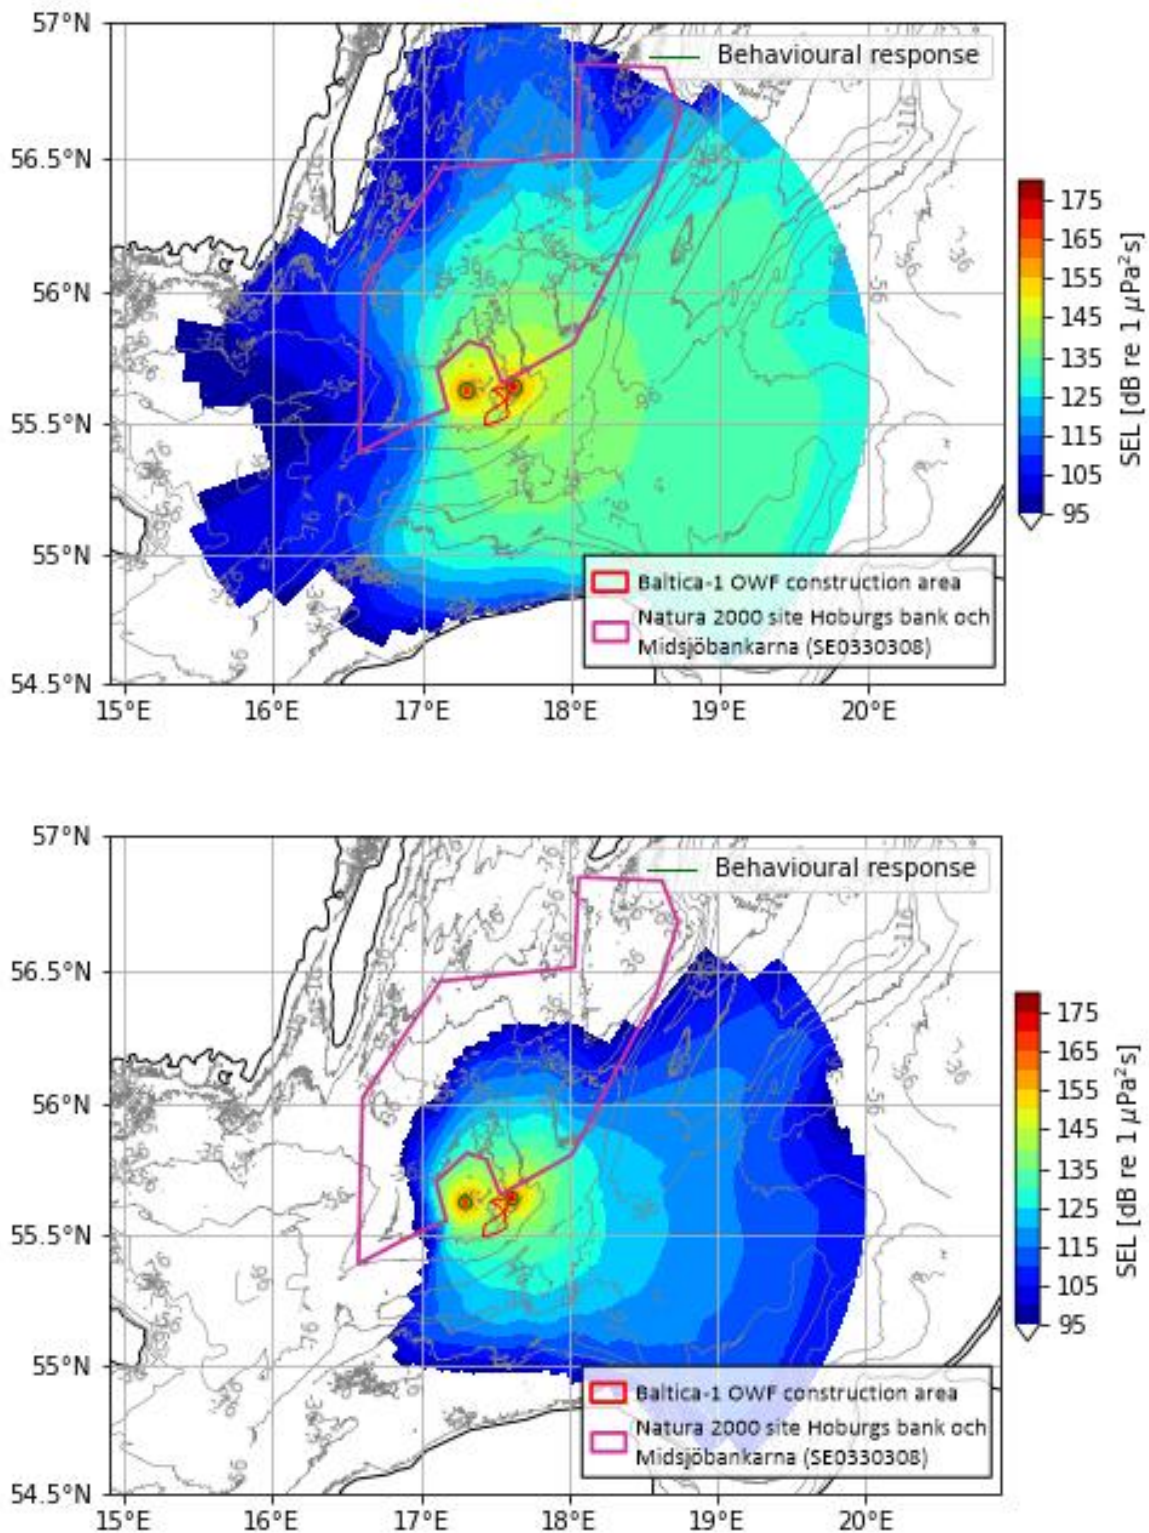 57°N
Behavioural response
56.5°N
56°N
55.5°N
55°N
54.5°N
15°E 16°E 17°E 18°E 19°E 20°E
175
165
155
145
135
125
115
105
95
SEL [dB re 1 µPa²s]
Baltica-1 OWF construction area
Natura 2000 site Hoburgs bank och
Midsjöbankarna (SE0330308)
57°N
Behavioural response
56.5°N
56°N
55.5°N
55°N
54.5°N
15°E 16°E 17°E 18°E 19°E 20°E
175
165
155
145
135
125
115
105
95
SEL [dB re 1 µPa²s]
Baltica-1 OWF construction area
Natura 2000 site Hoburgs bank och
Midsjöbankarna (SE0330308)